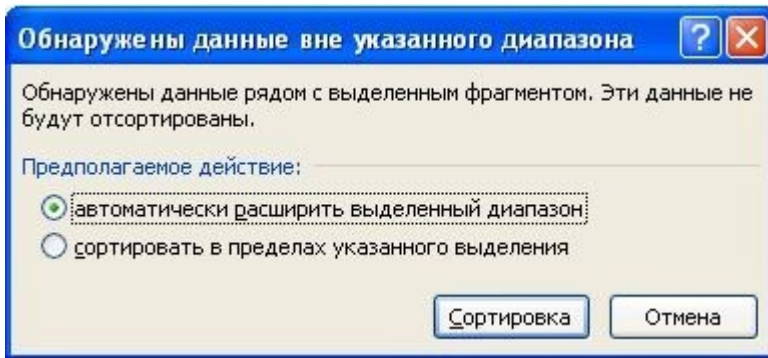 Обнаружены данные вне указанного диапазона
Обнаружены данные рядом с выделенным фрагментом. Эти данные не
будут отсортированы.
Предполагаемое действие:
автоматически расширить выделенный диапазон
сортировать в пределах указанного выделения
Сортировка Отмена